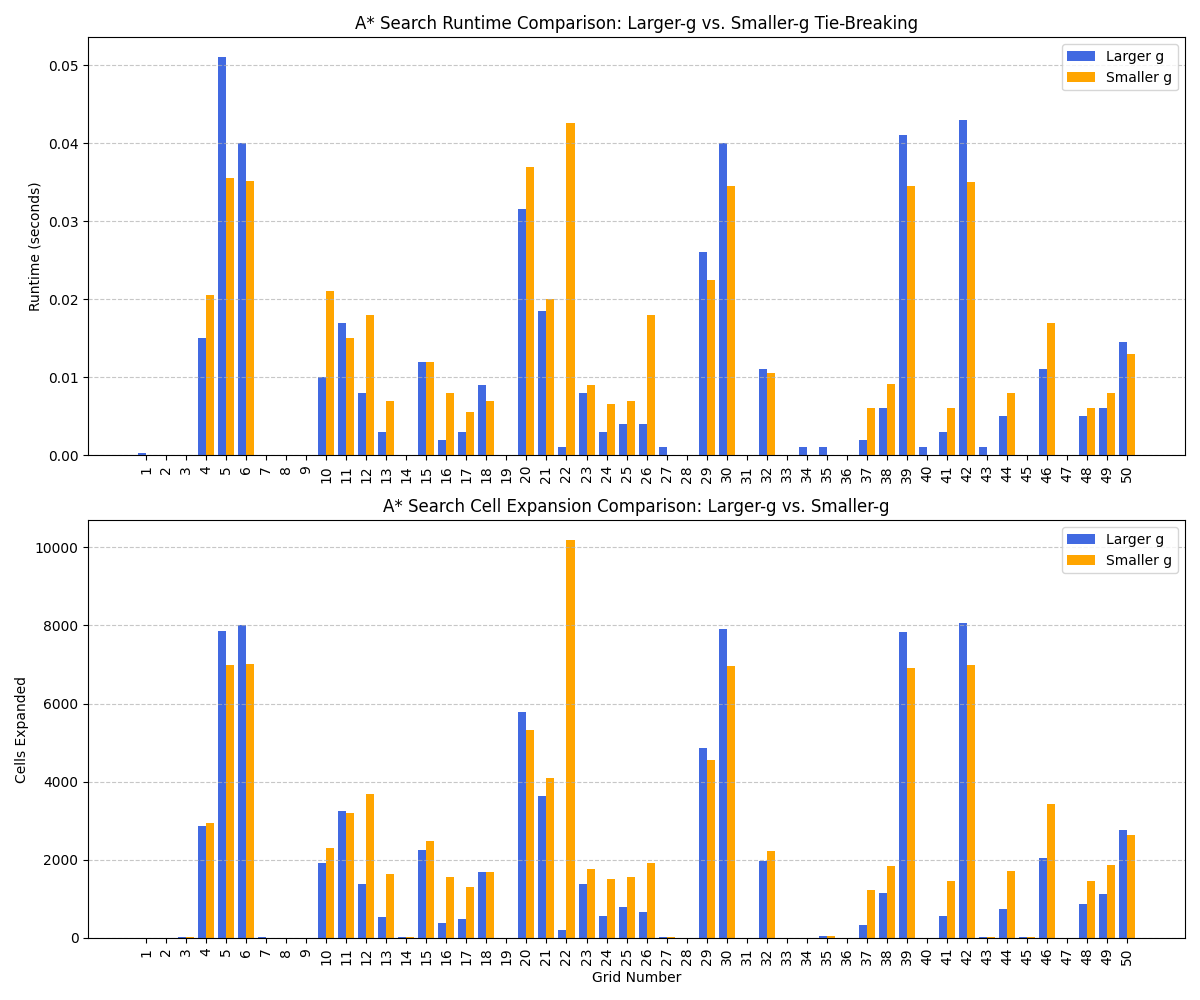 A* Search Runtime Comparison: Larger-g vs. Smaller-g Tie-Breaking
Runtime (seconds)
0.05
0.04
0.03
0.02
0.01
0.00
Larger g
Smaller g
1 2 3 4 5 6 7 8 9 10 11 12 13 14 15 16 17 18 19 20 21 22 23 24 25 26 27 28 29 30 31 32 33 34 35 36 37 38 39 40 41 42 43 44 45 46 47 48 49 50
A* Search Cell Expansion Comparison: Larger-g vs. Smaller-g
Cells Expanded
10000
8000
6000
4000
2000
0
Larger g
Smaller g
1 2 3 4 5 6 7 8 9 10 11 12 13 14 15 16 17 18 19 20 21 22 23 24 25 26 27 28 29 30 31 32 33 34 35 36 37 38 39 40 41 42 43 44 45 46 47 48 49 50
Grid Number